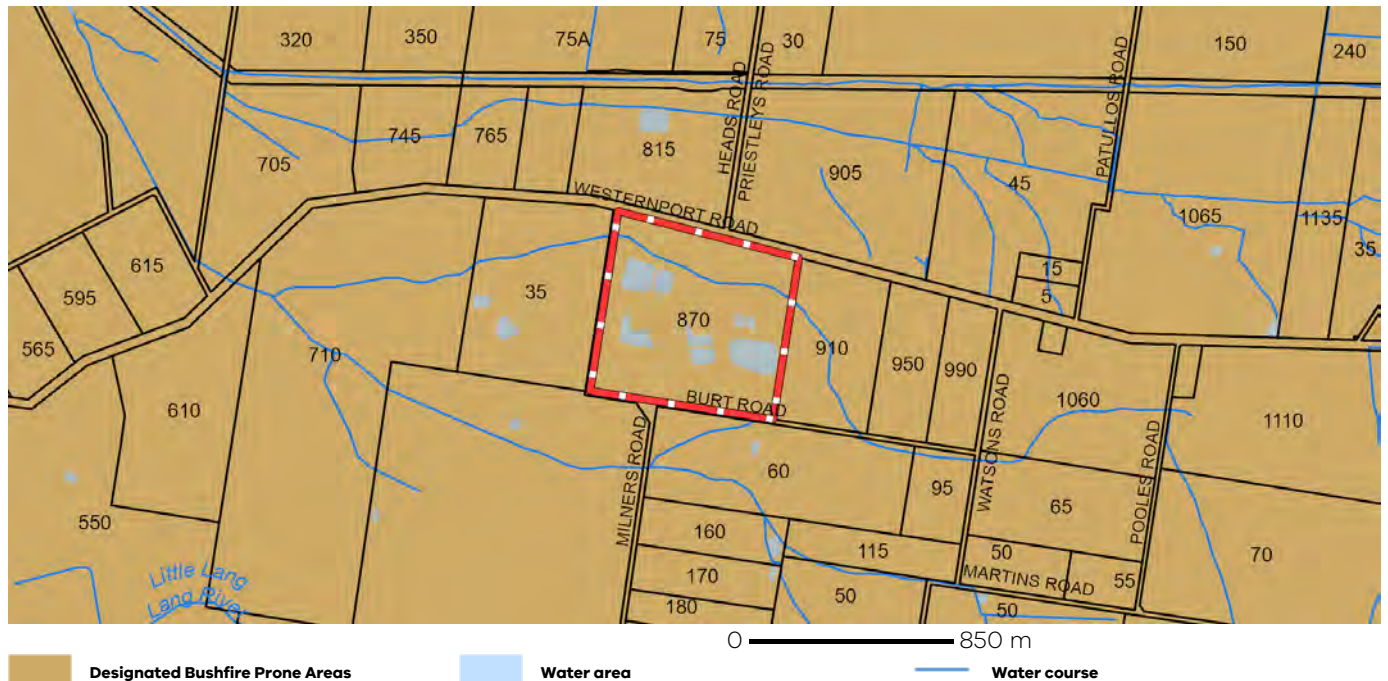 320
350
75A
75
30
150
240
HEADS ROAD
PRIESTLEYS ROAD
PATULLOS ROAD
705
745
765
815
905
45
1065
1135
35
WESTERNPORT ROAD
615
595
565
35
870
910
950
990
15
5
710
610
BURT ROAD
1060
1110
WATSONS ROAD
POOLES ROAD
MILNERS ROAD
60
95
65
550
160
115
50
70
170
MARTINS ROAD
55
180
50
50
Little Lang
Lang River
0 850 m
Designated Bushfire Prone Areas
Water area
Water course